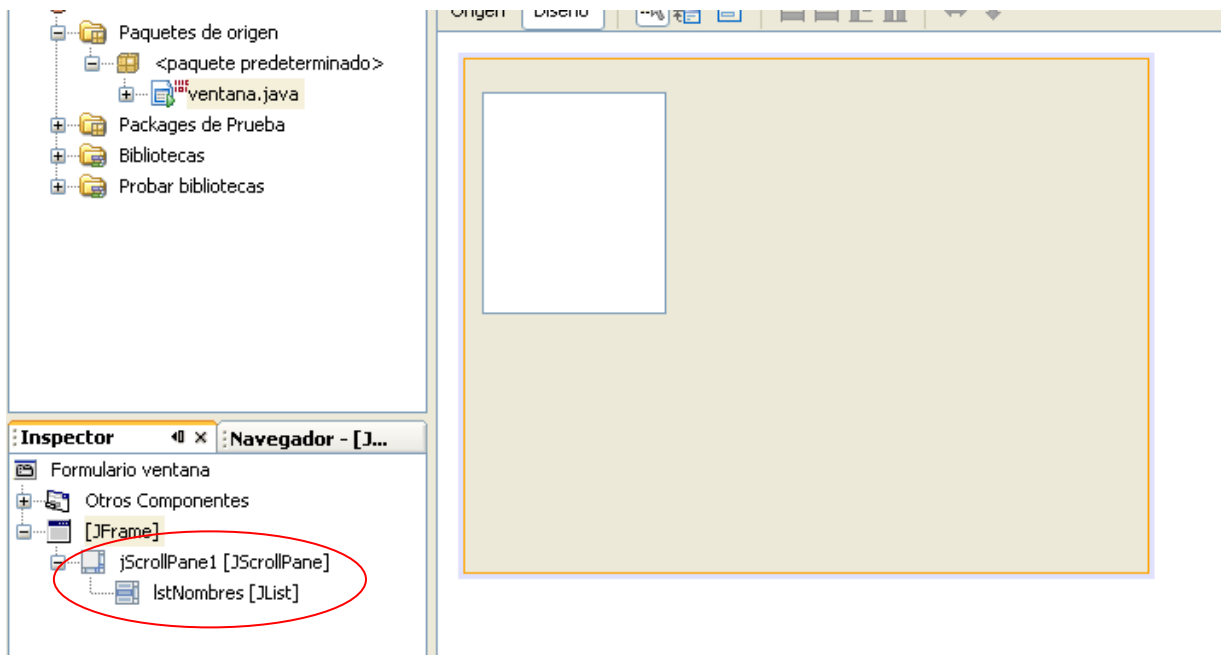 Origen Diseño
Paquetes de origen
<paquete predeterminado>
ventana.java
Packages de Prueba
Bibliotecas
Probar bibliotecas
Inspector
Navegador - [J...
Formulario ventana
Otros Componentes
[JFrame]
jScrollPane1 [JScrollPane]
lstNombres [JList]